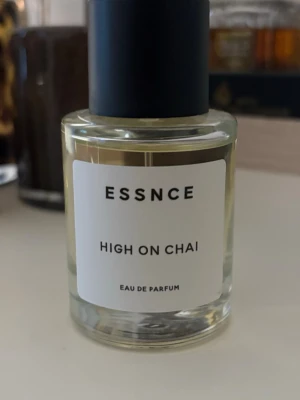 ESSNCE
HIGH ON CHAI
EAU DE PARFUM